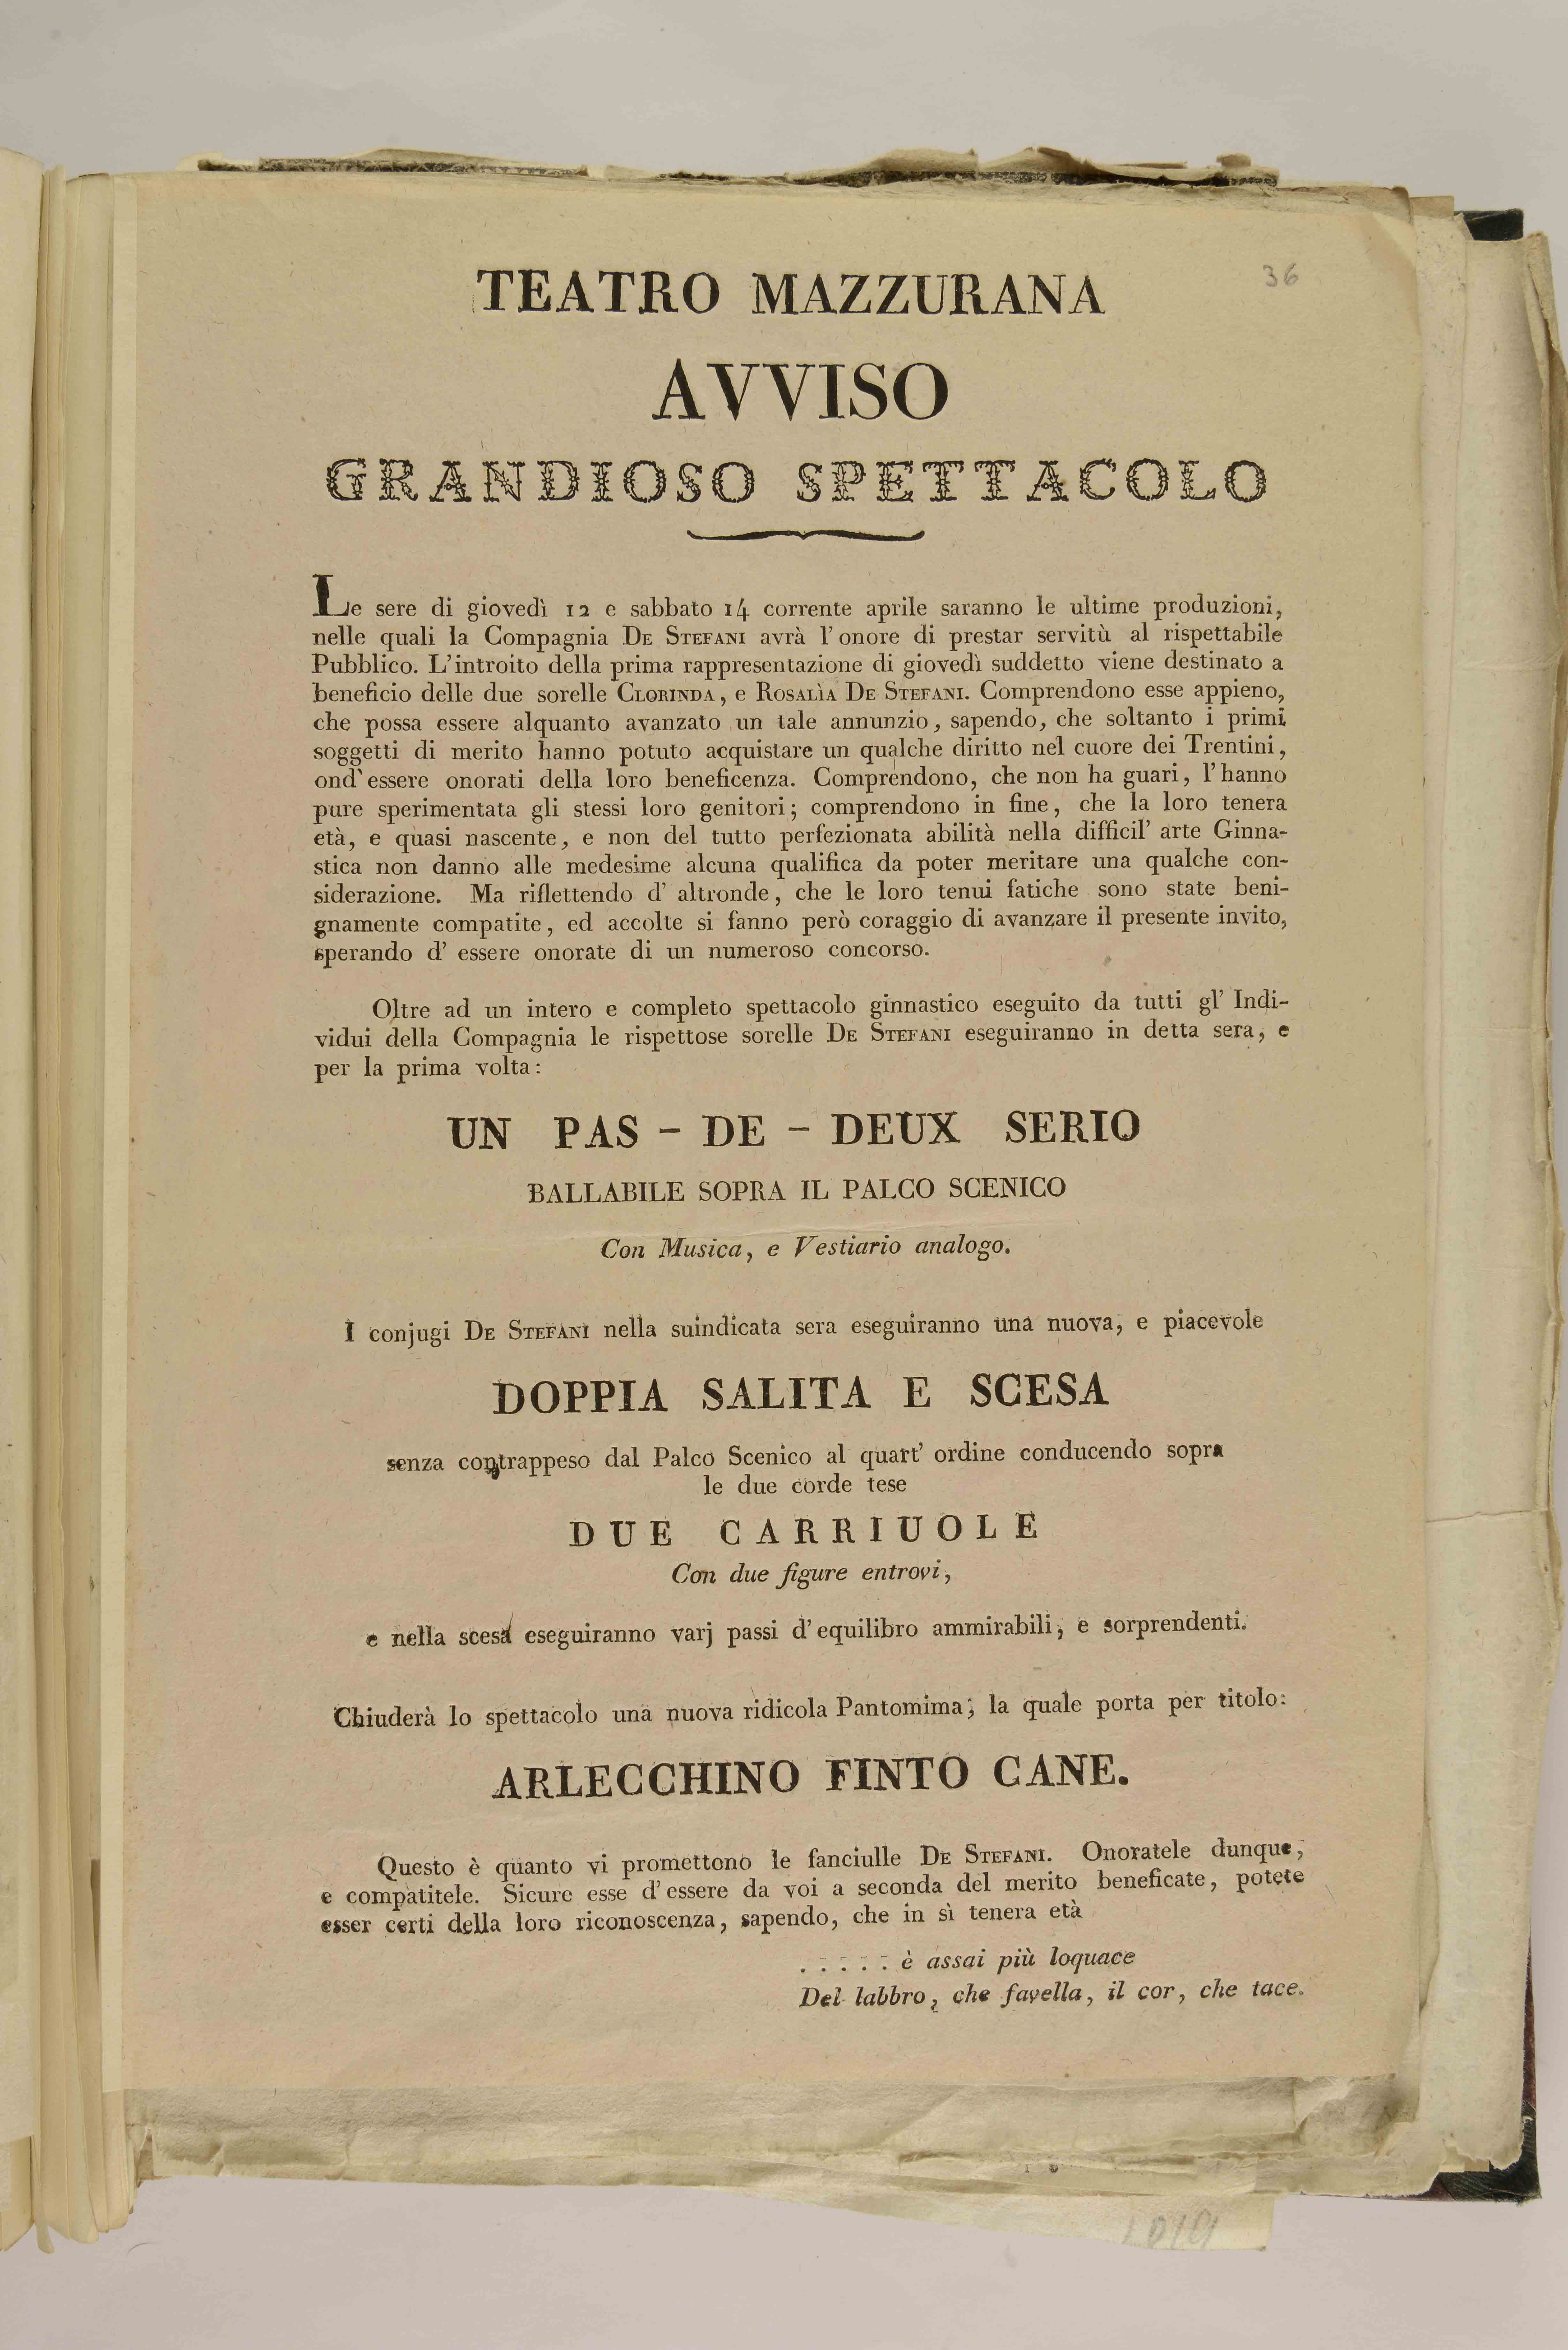 36
TEATRO MAZZURANA
AVVISO
GRANDIOSO SPETTACOLO
Le sere di giovedì 12 e sabbato 14 corrente aprile saranno le ultime produzioni,
nelle quali la Compagnia DE STEFANI avrà l'onore di prestar servitù al rispettabile
Pubblico. L'introito della prima rappresentazione di giovedì suddetto viene destinato a
beneficio delle due sorelle CLORINDA, e ROSALÌA DE STEFANI. Comprendono esse appieno,
che possa essere alquanto avanzato un tale annunzio, sapendo, che soltanto i primi
soggetti di merito hanno potuto acquistare un qualche diritto nel cuore dei Trentini,
ond'essere onorati della loro beneficenza. Comprendono, che non ha guari, l'hanno
pure sperimentata gli stessi loro genitori; comprendono in fine, che la loro tenera
età, e quasi nascente, e non del tutto perfezionata abilità nella difficil' arte Ginna-
stica non danno alle medesime alcuna qualifica da poter meritare una qualche con-
siderazione. Ma riflettendo d' altronde, che le loro tenui fatiche sono state beni-
gnamente compatite, ed accolte si fanno però coraggio di avanzare il presente invito,
sperando d' essere onorate di un numeroso concorso.
Oltre ad un intero e completo spettacolo ginnastico eseguito da tutti gl' Indi-
vidui della Compagnia le rispettose sorelle DE STEFANI eseguiranno in detta sera, e
per la prima volta:
UN PAS - DE - DEUX SERIO
BALLABILE SOPRA IL PALCO SCENICO
Con Musica, e Vestiario analogo.
I conjugi DE STEFANI nella suindicata sera eseguiranno una nuova, e piacevole
DOPPIA SALITA E SCESA
senza contrappeso dal Palco Scenico al quart' ordine conducendo sopra
le due corde tese
DUE CARRIUOLE
Con due figure entrovi,
e nella scesa eseguiranno varj passi d'equilibro ammirabili, e sorprendenti.
Chiuderà lo spettacolo una nuova ridicola Pantomima, la quale porta per titolo:
ARLECCHINO FINTO CANE.
Questo è quanto vi promettono le fanciulle DE STEFANI. Onoratele dunque,
e compatitele. Sicure esse d'essere da voi a seconda del merito beneficate, potete
esser certi della loro riconoscenza, sapendo, che in sì tenera età
. . . . . è assai più loquace
Del labbro, che favella, il cor, che tace.